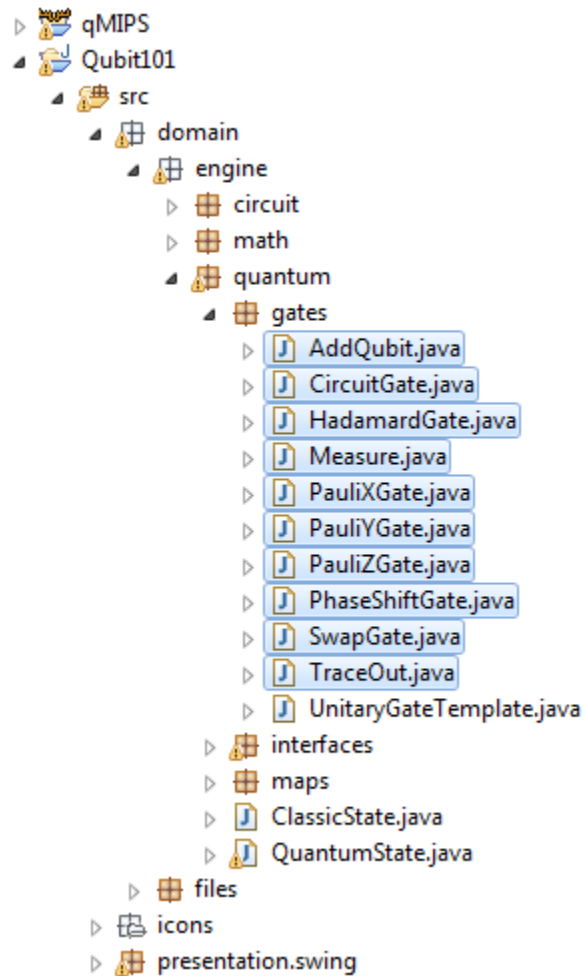 qMIPS
Qubit101
src
domain
engine
circuit
math
quantum
gates
AddQubit.java
CircuitGate.java
HadamardGate.java
Measure.java
PauliXGate.java
PauliYGate.java
PauliZGate.java
PhaseShiftGate.java
SwapGate.java
TraceOut.java
UnitaryGateTemplate.java
interfaces
maps
ClassicState.java
QuantumState.java
files
icons
presentation.swing